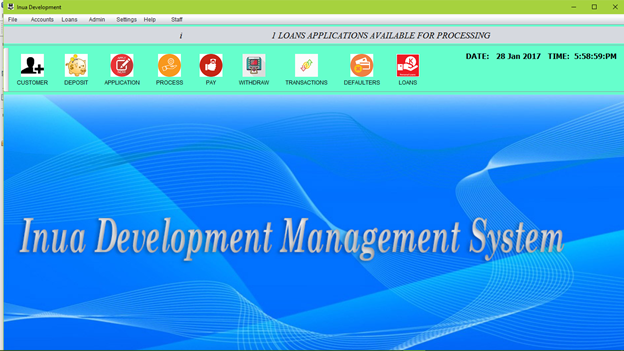 Inua Development
File Accounts Loans Admin Settings Help Staff
i 1 LOANS APPLICATIONS AVAILABLE FOR PROCESSING
DATE: 28 Jan 2017 TIME: 5:58:59:PM
CUSTOMER DEPOSIT APPLICATION PROCESS PAY WITHDRAW TRANSACTIONS DEFAULTERS LOANS
Inua Development Management System